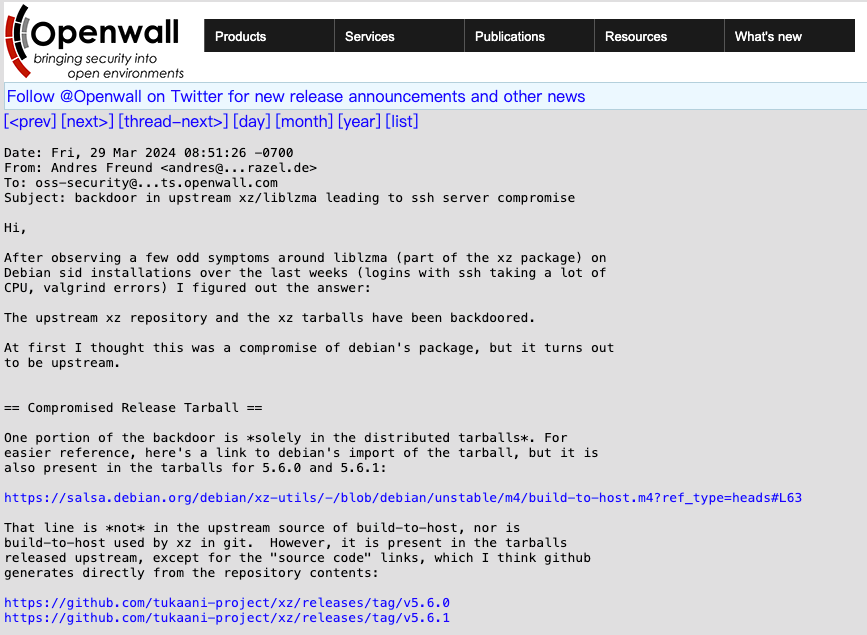 Openwall
bringing security into
open environments
Products
Services
Publications
Resources
What's new
Follow @Openwall on Twitter for new release announcements and other news
[<prev] [next>] [thread-next>] [day] [month] [year] [list]
Date: Fri, 29 Mar 2024 08:51:26 -0700
From: Andres Freund <andres@...razel.de>
To: oss-security@...ts.openwall.com
Subject: backdoor in upstream xz/liblzma leading to ssh server compromise
Hi,
After observing a few odd symptoms around liblzma (part of the xz package) on
Debian sid installations over the last weeks (logins with ssh taking a lot of
CPU, valgrind errors) I figured out the answer:
The upstream xz repository and the xz tarballs have been backdoored.
At first I thought this was a compromise of debian's package, but it turns out
to be upstream.
== Compromised Release Tarball ==
One portion of the backdoor is *solely in the distributed tarballs*. For
easier reference, here's a link to debian's import of the tarball, but it is
also present in the tarballs for 5.6.0 and 5.6.1:
https://salsa.debian.org/debian/xz-utils/-/blob/debian/unstable/m4/build-to-host.m4?ref_type=heads#L63
That line is *not* in the upstream source of build-to-host, nor is
build-to-host used by xz in git.  However, it is present in the tarballs
released upstream, except for the "source code" links, which I think github
generates directly from the repository contents:
https://github.com/tukaani-project/xz/releases/tag/v5.6.0
https://github.com/tukaani-project/xz/releases/tag/v5.6.1